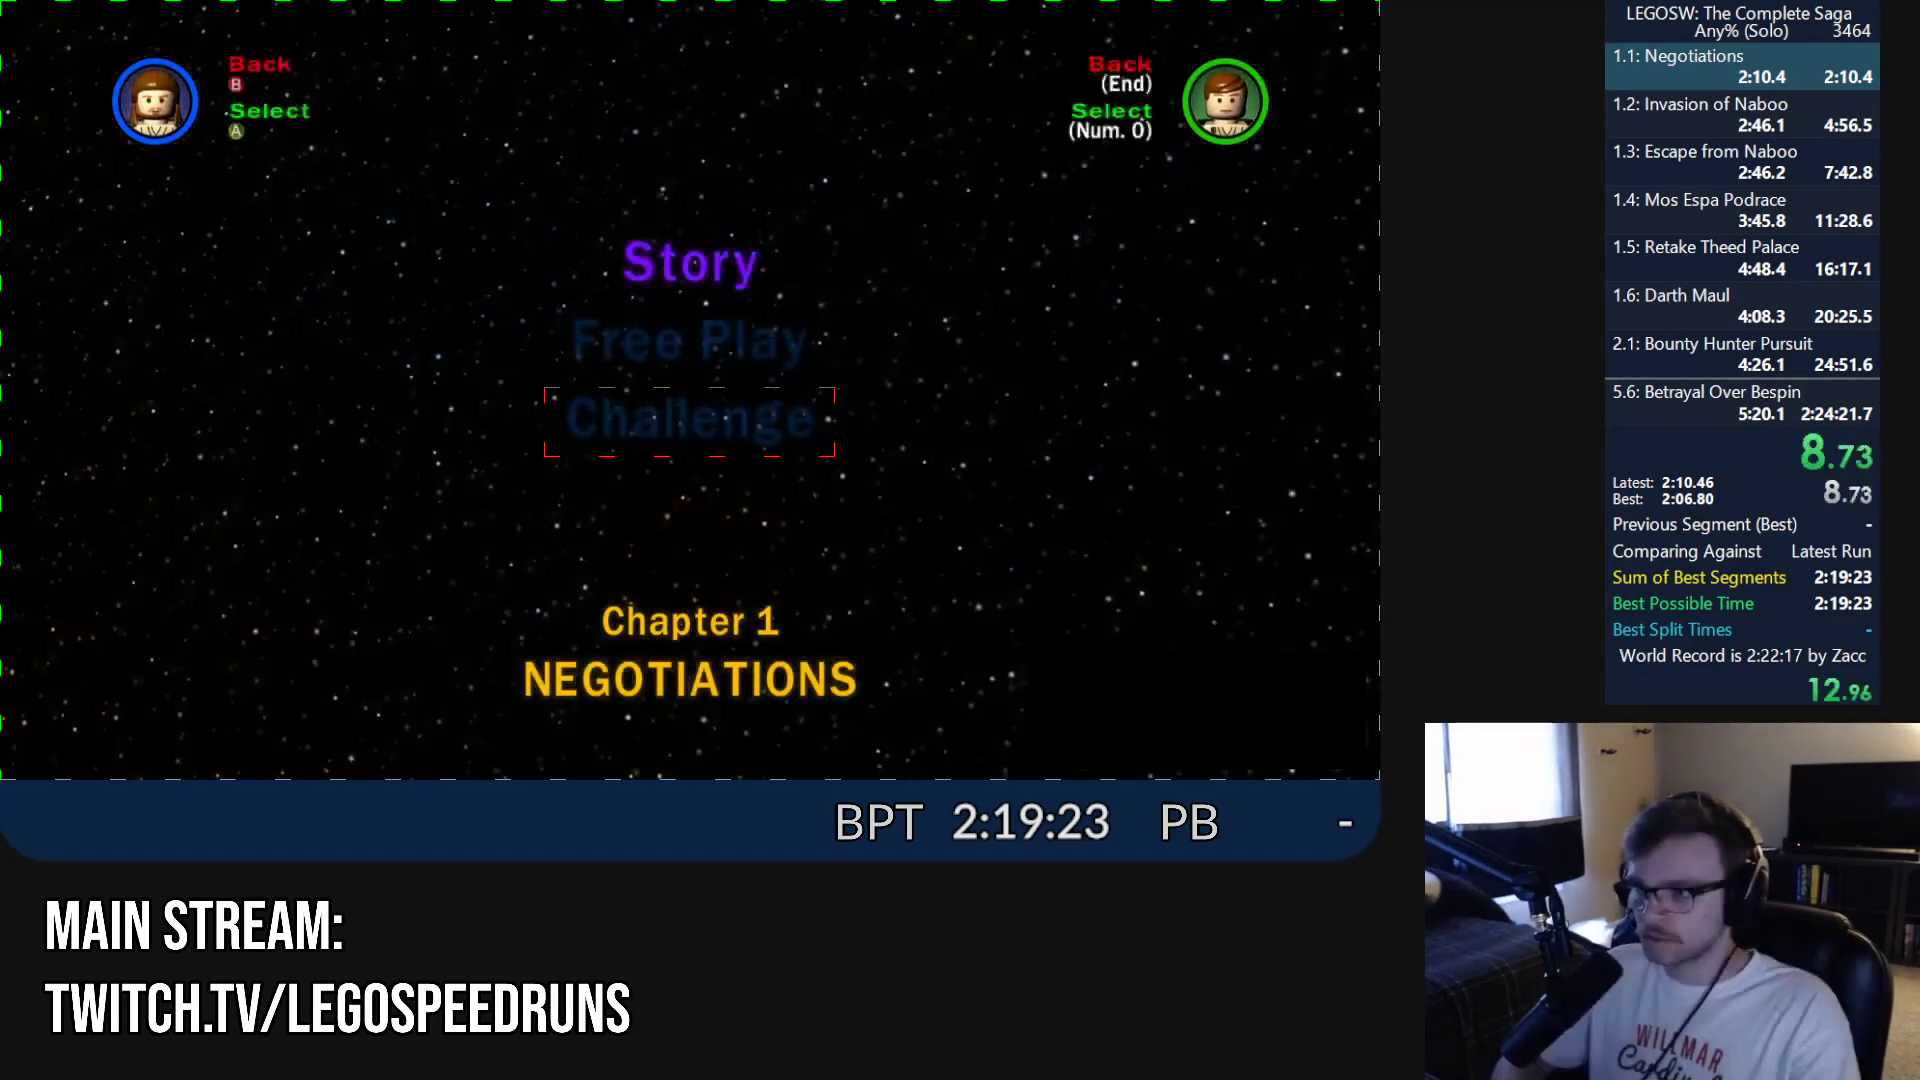 Back
B
Select
A
Back
(End)
Select
(Num. 0)
Story
Free Play
Challenge
Chapter 1
NEGOTIATIONS
BPT 2:19:23 PB -
MAIN STREAM:
TWITCH.TV/LEGOSPEEDRUNS
LEGOSW: The Complete Saga
Any% (Solo) 3464
1.1: Negotiations
2:10.4 2:10.4
1.2: Invasion of Naboo
2:46.1 4:56.5
1.3: Escape from Naboo
2:46.2 7:42.8
1.4: Mos Espa Podrace
3:45.8 11:28.6
1.5: Retake Theed Palace
4:48.4 16:17.1
1.6: Darth Maul
4:08.3 20:25.5
2.1: Bounty Hunter Pursuit
4:26.1 24:51.6
5.6: Betrayal Over Bespin
5:20.1 2:24:21.7
8.73
Latest: 2:10.46
Best: 2:06.80
8.73
Previous Segment (Best) -
Comparing Against Latest Run
Sum of Best Segments 2:19:23
Best Possible Time 2:19:23
Best Split Times -
World Record is 2:22:17 by Zacc
12.96
WILLMAR